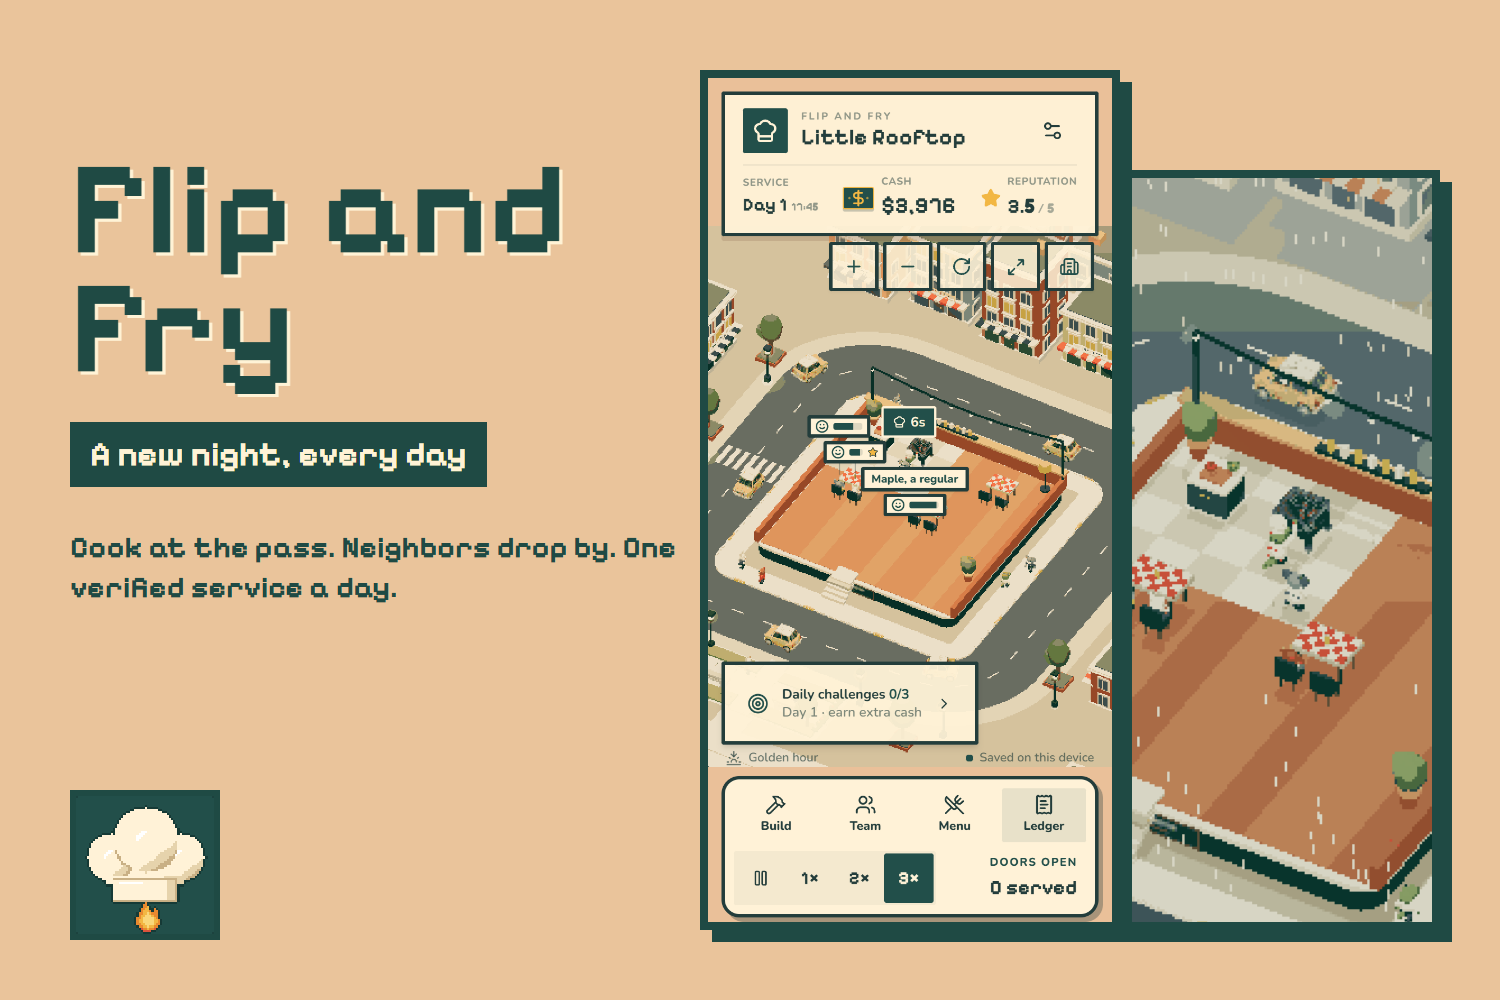 Flip and
Fry
A new night, every day
Cook at the pass. Neighbors drop by. One
verified service a day.
FLIP AND FRY
Little Rooftop
SERVICE
Day 1 17:45
CASH
$3,976
REPUTATION
3.5 / 5
6s
Maple, a regular
Daily challenges 0/3
Day 1 · earn extra cash
Golden hour
Saved on this device
Build
Team
Menu
Ledger
1×
2×
3×
DOORS OPEN
0 served